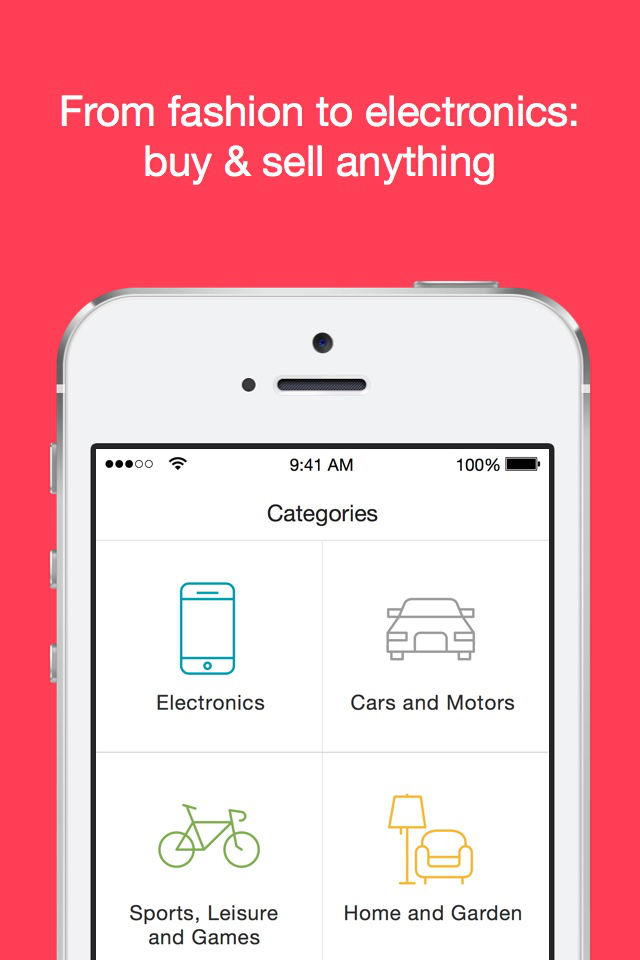 From fashion to electronics:
buy & sell anything
9:41 AM
100%
Categories
Electronics
Cars and Motors
Sports, Leisure
and Games
Home and Garden